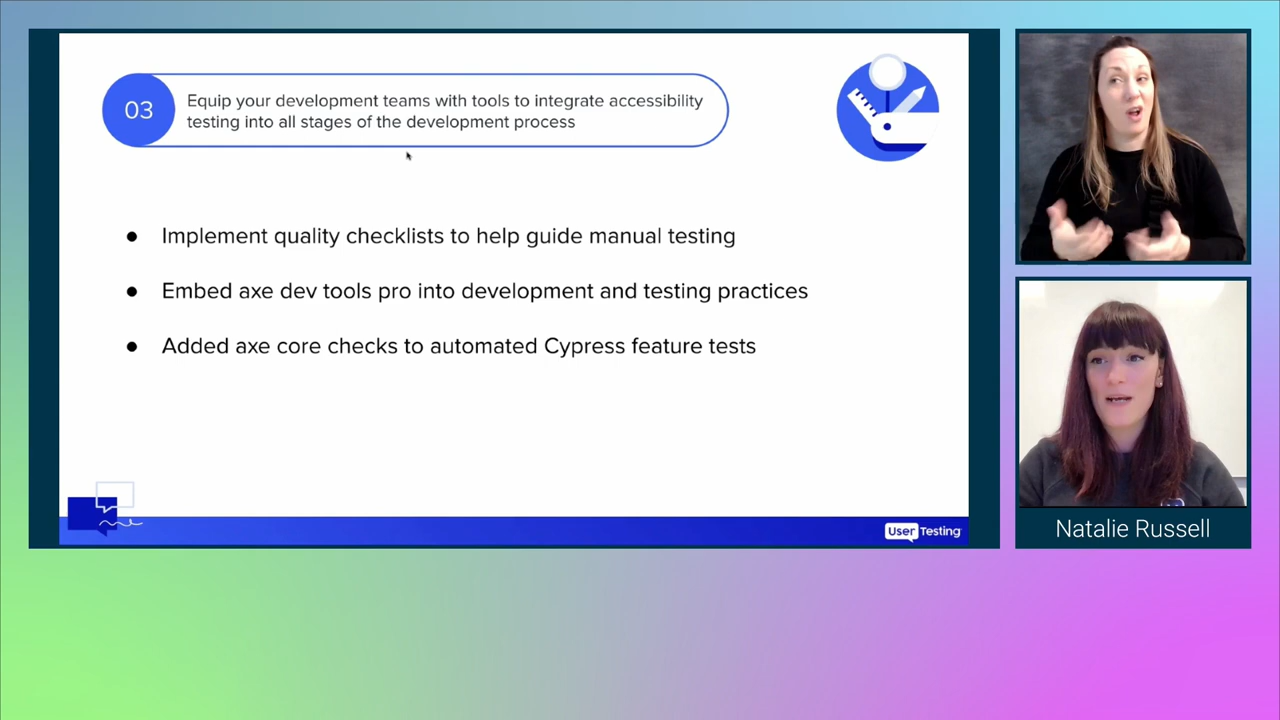 03
Equip your development teams with tools to integrate accessibility
testing into all stages of the development process
● Implement quality checklists to help guide manual testing
● Embed axe dev tools pro into development and testing practices
● Added axe core checks to automated Cypress feature tests
UserTesting
Natalie Russell